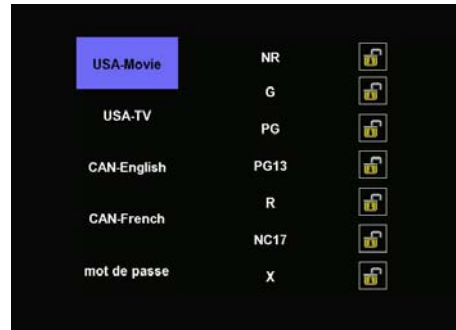 USA-Movie
USA-TV
CAN-English
CAN-French
mot de passe
NR
G
PG
PG13
R
NC17
X